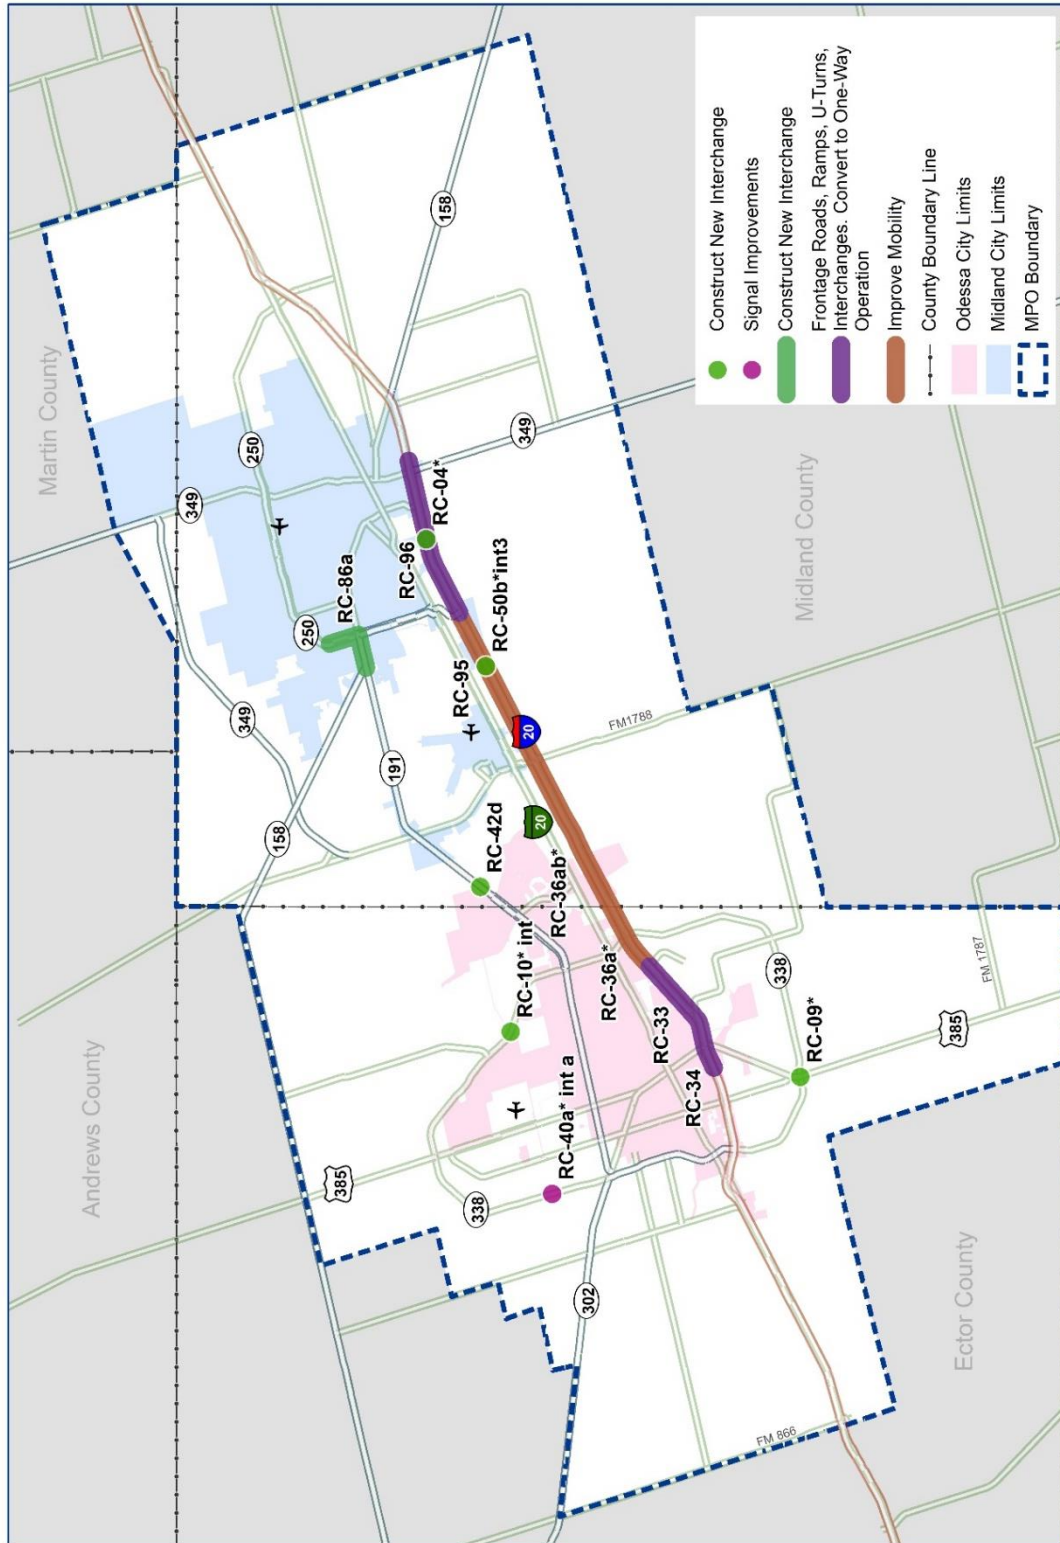 Martin County
Andrews County
Midland County
Ector County
349
250
250
349
158
158
191
349
RC-86a
RC-96
RC-04*
RC-50b*int3
RC-95
20
20
FM1788
RC-42d
RC-36ab*
RC-10* int
RC-36a*
RC-33
RC-34
RC-09*
RC-40a* int a
338
FM 1787
385
385
338
302
FM 866
Construct New Interchange
Signal Improvements
Construct New Interchange
Frontage Roads, Ramps, U-Turns,
Interchanges. Convert to One-Way
Operation
Improve Mobility
County Boundary Line
Odessa City Limits
Midland City Limits
MPO Boundary